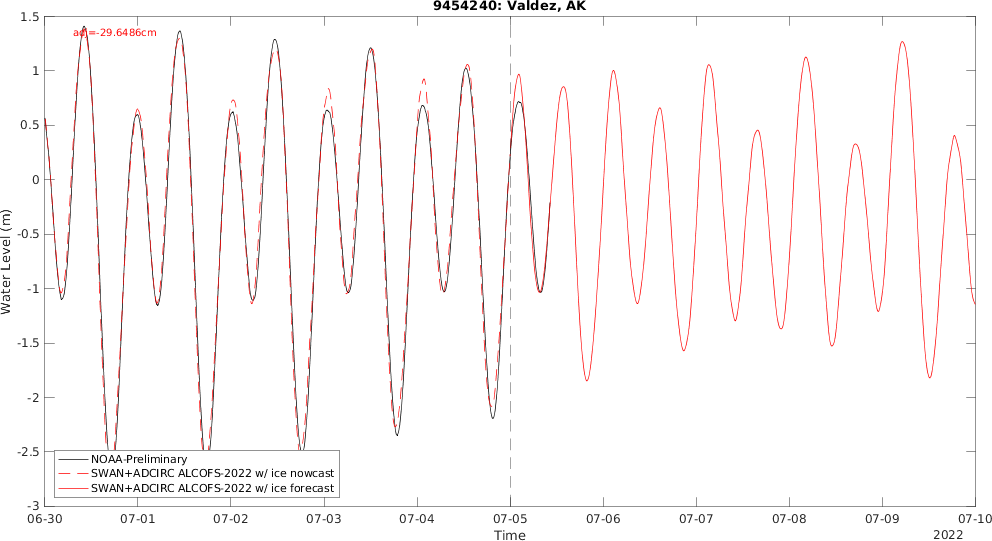 9454240: Valdez, AK
adj=-29.6486cm
Water Level (m)
1.5
1
0.5
0
-0.5
-1
-1.5
-2
-2.5
-3
NOAA-Preliminary
SWAN+ADCIRC ALCOFS-2022 w/ ice nowcast
SWAN+ADCIRC ALCOFS-2022 w/ ice forecast
06-30 07-01 07-02 07-03 07-04 07-05 07-06 07-07 07-08 07-09 07-10
Time
2022